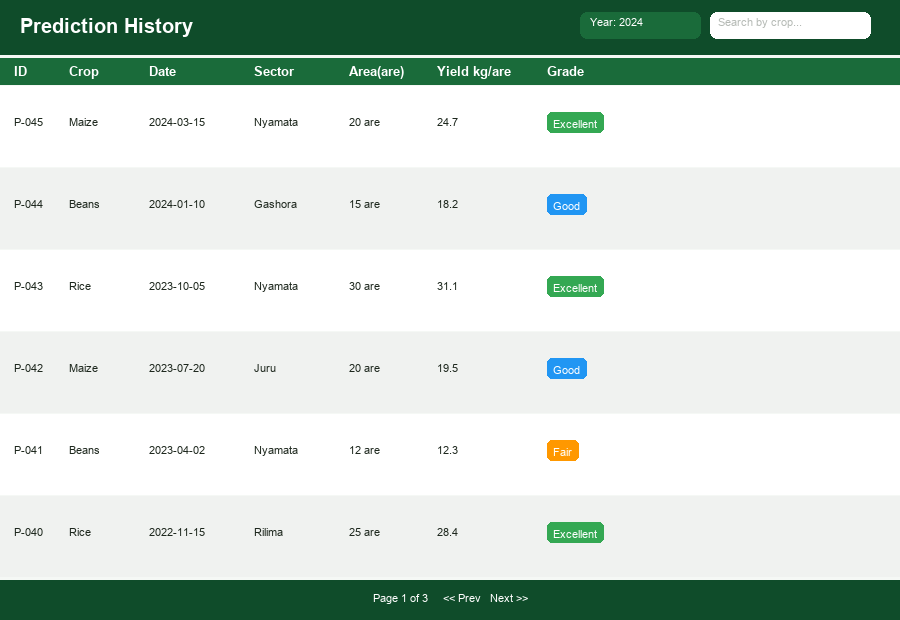 Prediction History
Year: 2024
Search by crop...
ID Crop Date Sector Area(are) Yield kg/are Grade
P-045 Maize 2024-03-15 Nyamata 20 are 24.7 Excellent
P-044 Beans 2024-01-10 Gashora 15 are 18.2 Good
P-043 Rice 2023-10-05 Nyamata 30 are 31.1 Excellent
P-042 Maize 2023-07-20 Juru 20 are 19.5 Good
P-041 Beans 2023-04-02 Nyamata 12 are 12.3 Fair
P-040 Rice 2022-11-15 Rilima 25 are 28.4 Excellent
Page 1 of 3 << Prev Next >>